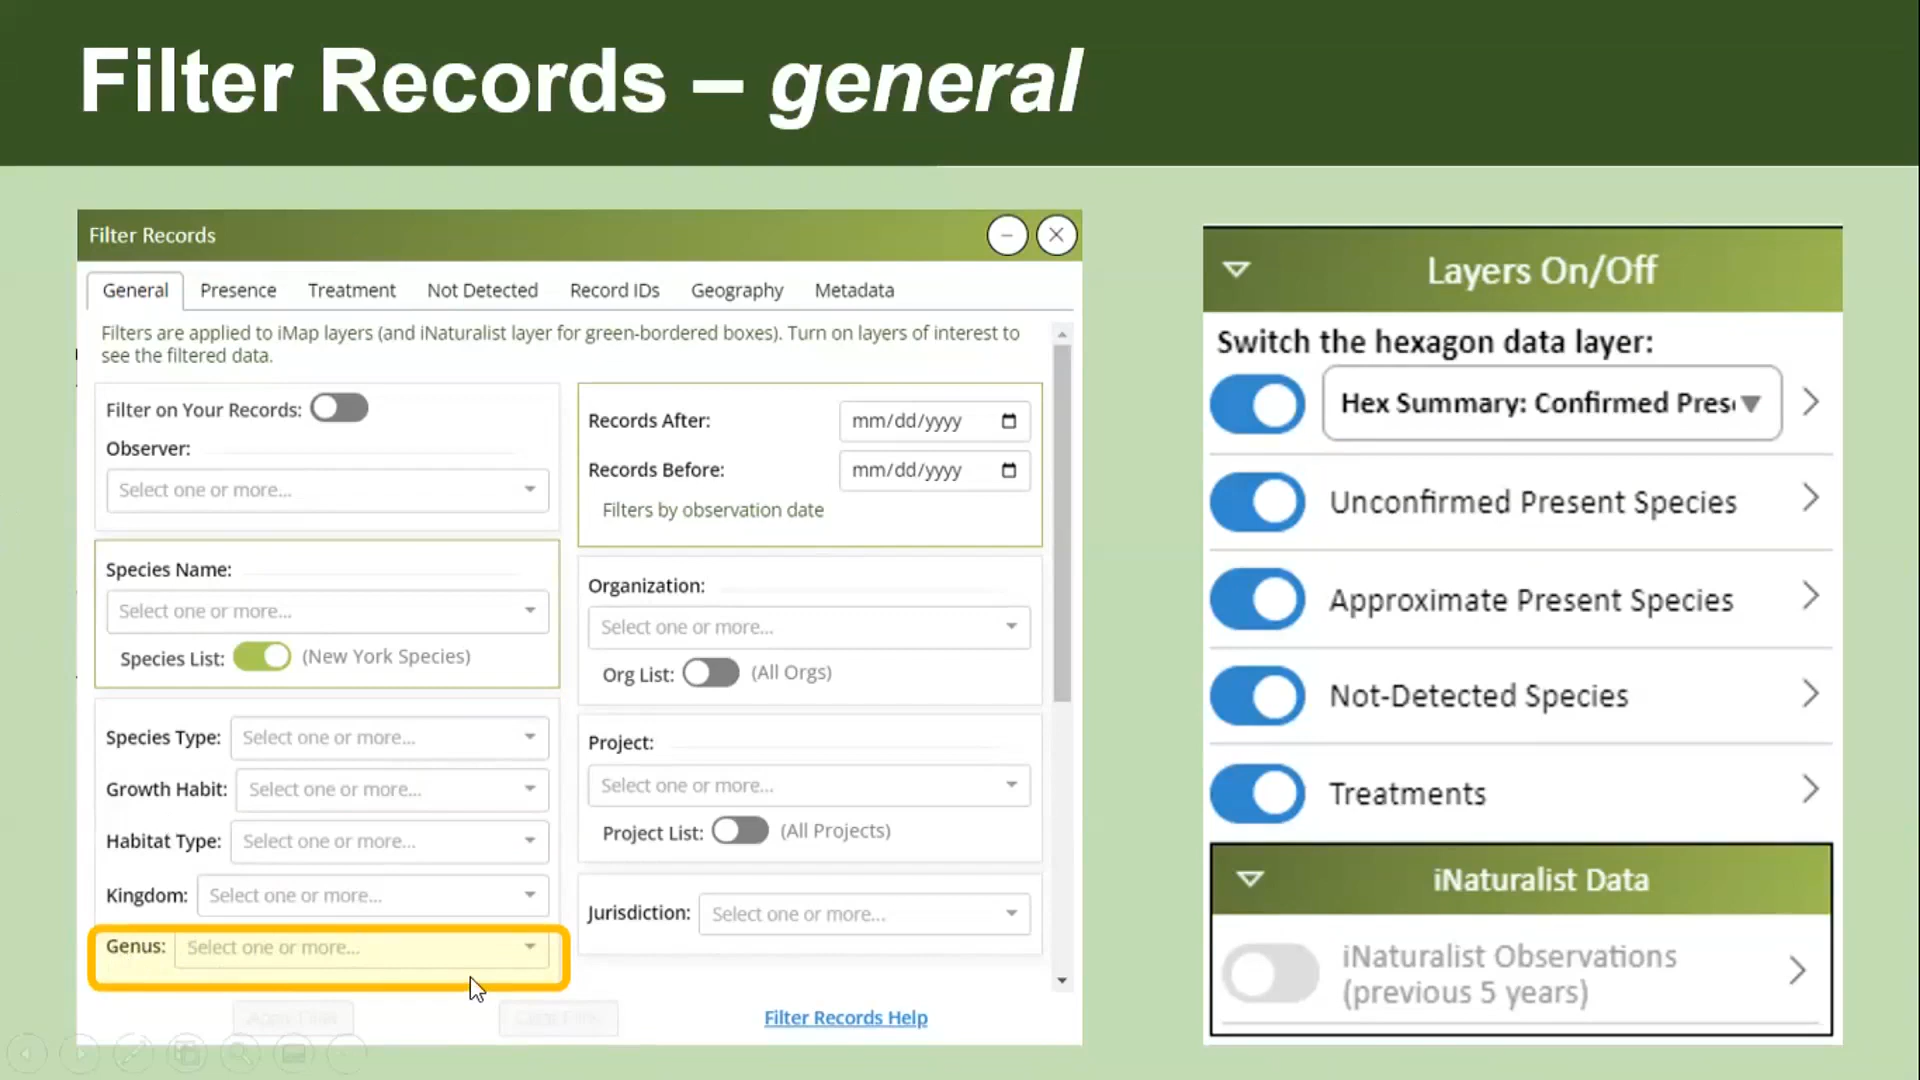 Filter Records – general
Filter Records
General Presence Treatment Not Detected Record IDs Geography Metadata
Filters are applied to iMap layers (and iNaturalist layer for green-bordered boxes). Turn on layers of interest to
see the filtered data.
Filter on Your Records:
Observer:
Select one or more...
Species Name:
Select one or more...
Species List: (New York Species)
Species Type: Select one or more...
Growth Habit: Select one or more...
Habitat Type: Select one or more...
Kingdom: Select one or more...
Genus: Select one or more...
Records After: mm/dd/yyyy
Records Before: mm/dd/yyyy
Filters by observation date
Organization:
Select one or more...
Org List: (All Orgs)
Project:
Select one or more...
Project List: (All Projects)
Jurisdiction: Select one or more...
Filter Records Help
Layers On/Off
Switch the hexagon data layer:
Hex Summary: Confirmed Pres
Unconfirmed Present Species
Approximate Present Species
Not-Detected Species
Treatments
iNaturalist Data
iNaturalist Observations
(previous 5 years)